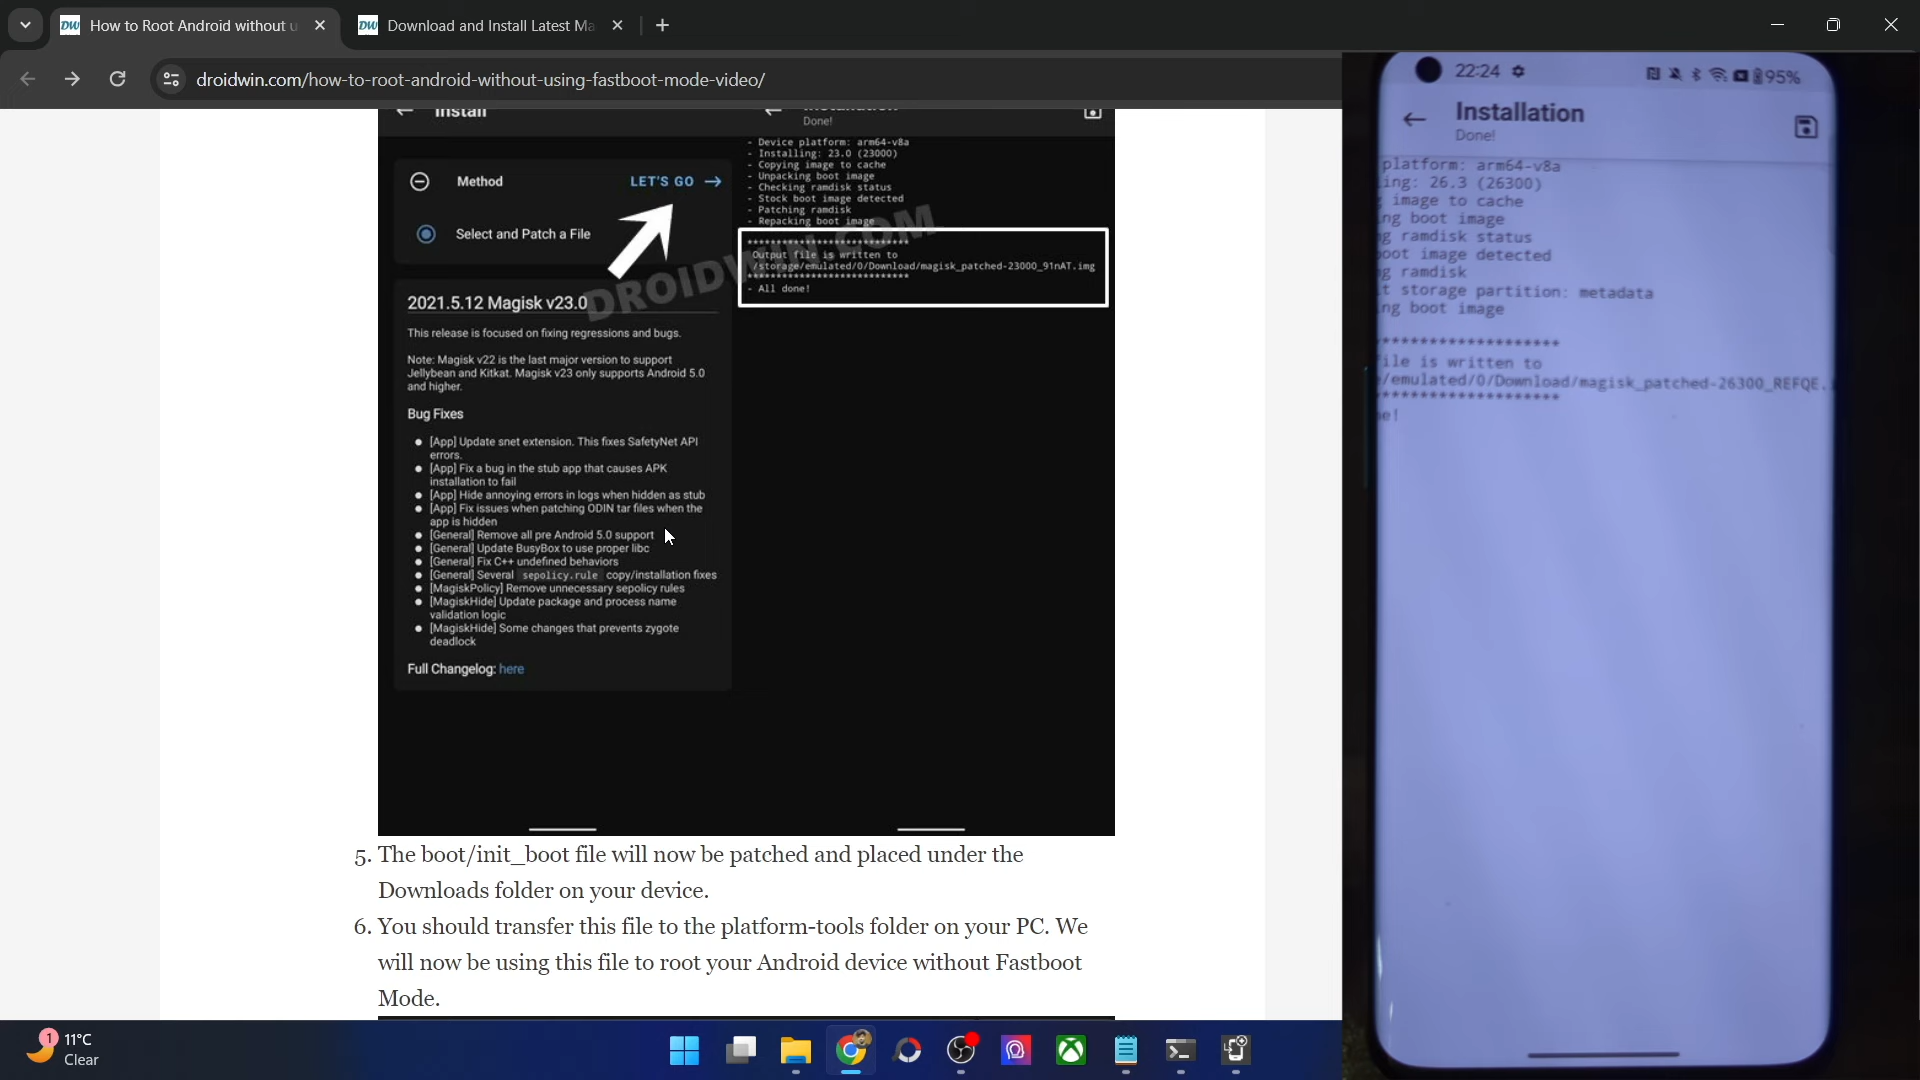 How to Root Android without u
Download and Install Latest Ma
droidwin.com/how-to-root-android-without-using-fastboot-mode-video/
Install
Done!
Method
LET'S GO
Select and Patch a File
2021.5.12 Magisk v23.0
This release is focused on fixing regressions and bugs.
Note: Magisk v22 is the last major version to support
Jellybean and Kitkat. Magisk v23 only supports Android 5.0
and higher.
Bug Fixes
[App] Update snet extension. This fixes SafetyNet API
errors.
[App] Fix a bug in the stub app that causes APK
installation to fail
[App] Hide annoying errors in logs when hidden as stub
[App] Fix issues when patching ODIN tar files when the
app is hidden
[General] Remove all pre Android 5.0 support
[General] Update BusyBox to use proper libc
[General] Fix C++ undefined behaviors
[General] Several sepolicy.rule copy/installation fixes
[MagiskPolicy] Remove unnecessary sepolicy rules
[MagiskHide] Update package and process name
validation logic
[MagiskHide] Some changes that prevents zygote
deadlock
Full Changelog: here
- Device platform: arm64-v8a
- Installing: 23.0 (23000)
- Copying image to cache
- Unpacking boot image
- Checking ramdisk status
- Stock boot image detected
- Patching ramdisk
- Repacking boot image
****************************
Output file is written to
/storage/emulated/0/Download/magisk_patched-23000_91nAT.img
****************************
- All done!
DROIDWIN.COM
5. The boot/init_boot file will now be patched and placed under the
Downloads folder on your device.
6. You should transfer this file to the platform-tools folder on your PC. We
will now be using this file to root your Android device without Fastboot
Mode.
22:24
95%
Installation
Done!
platform: arm64-v8a
ing: 26.3 (26300)
image to cache
ng boot image
g ramdisk status
oot image detected
g ramdisk
t storage partition: metadata
ng boot image
********************
ile is written to
/emulated/0/Download/magisk_patched-26300_REFQE.
********************
ne!
1
11°C
Clear